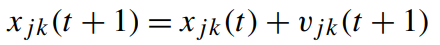 x_{jk}(t + 1) = x_{jk}(t) + v_{jk}(t + 1)